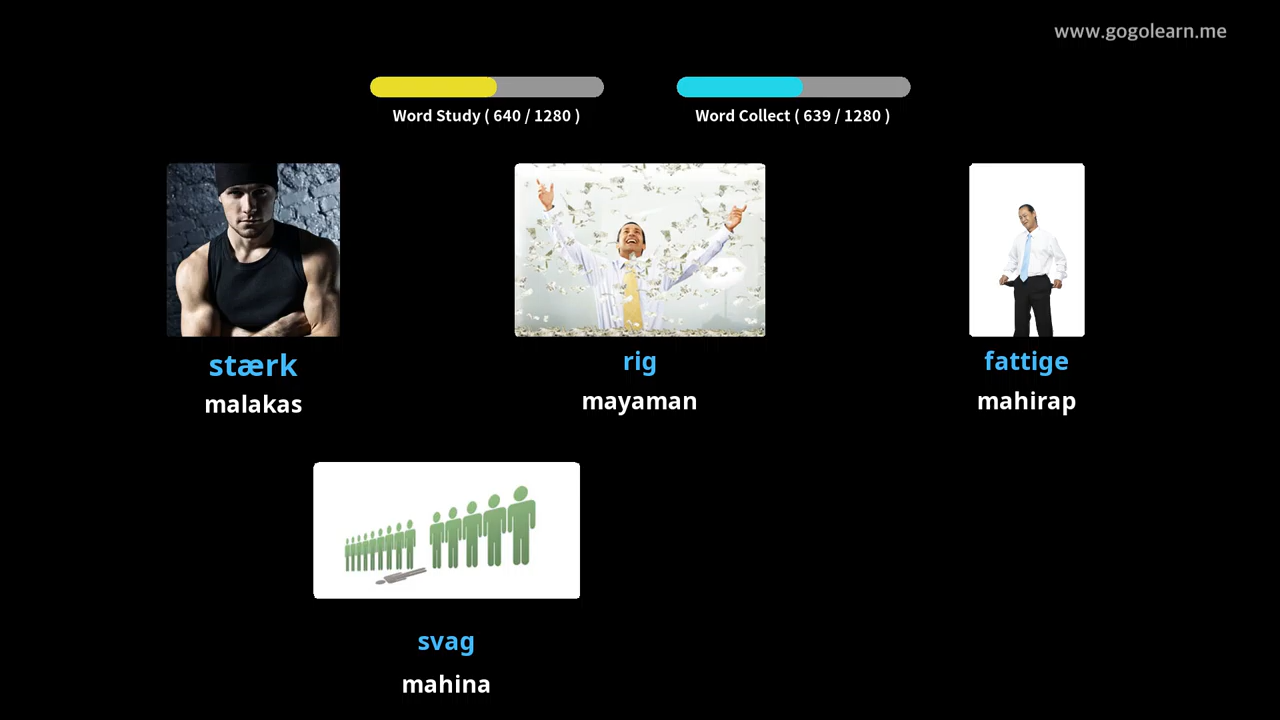 www.gogolearn.me
Word Study ( 640 / 1280 )
Word Collect ( 639 / 1280 )
stærk
malakas
rig
mayaman
fattige
mahirap
svag
mahina